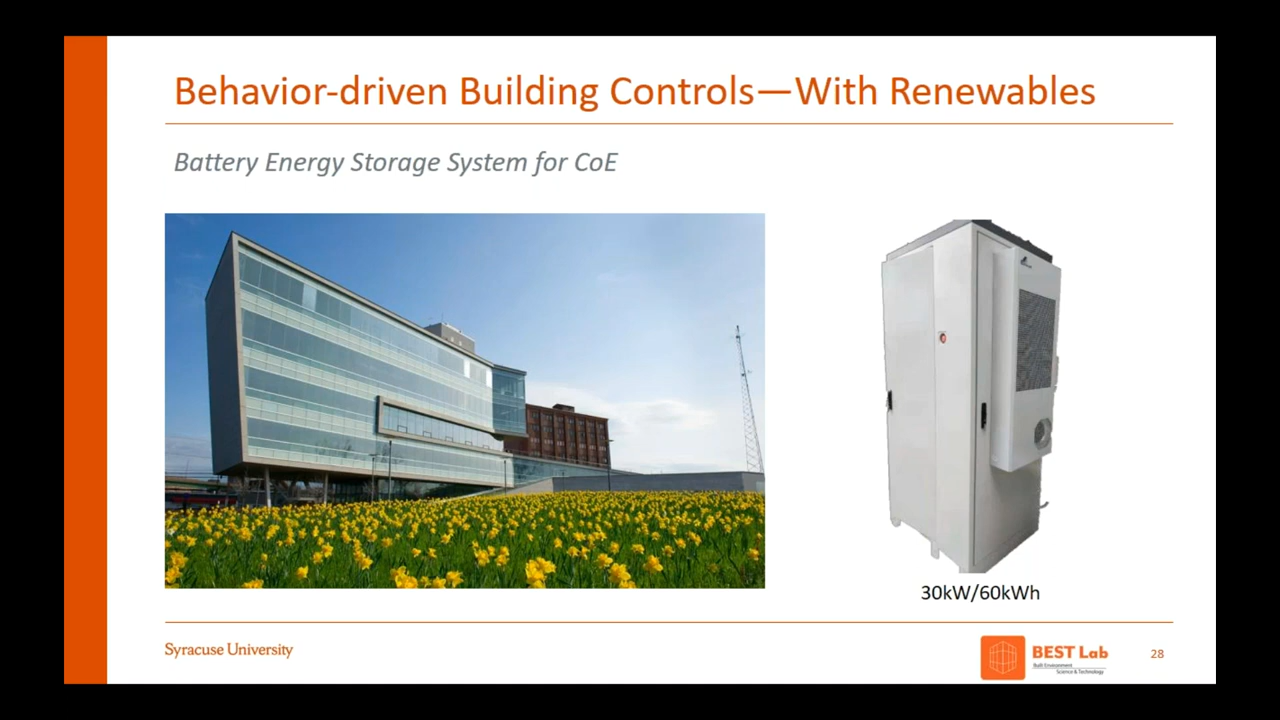 Behavior-driven Building Controls—With Renewables
Battery Energy Storage System for CoE
30kW/60kWh
Syracuse University
BEST Lab
Built Environment
Science & Technology
28